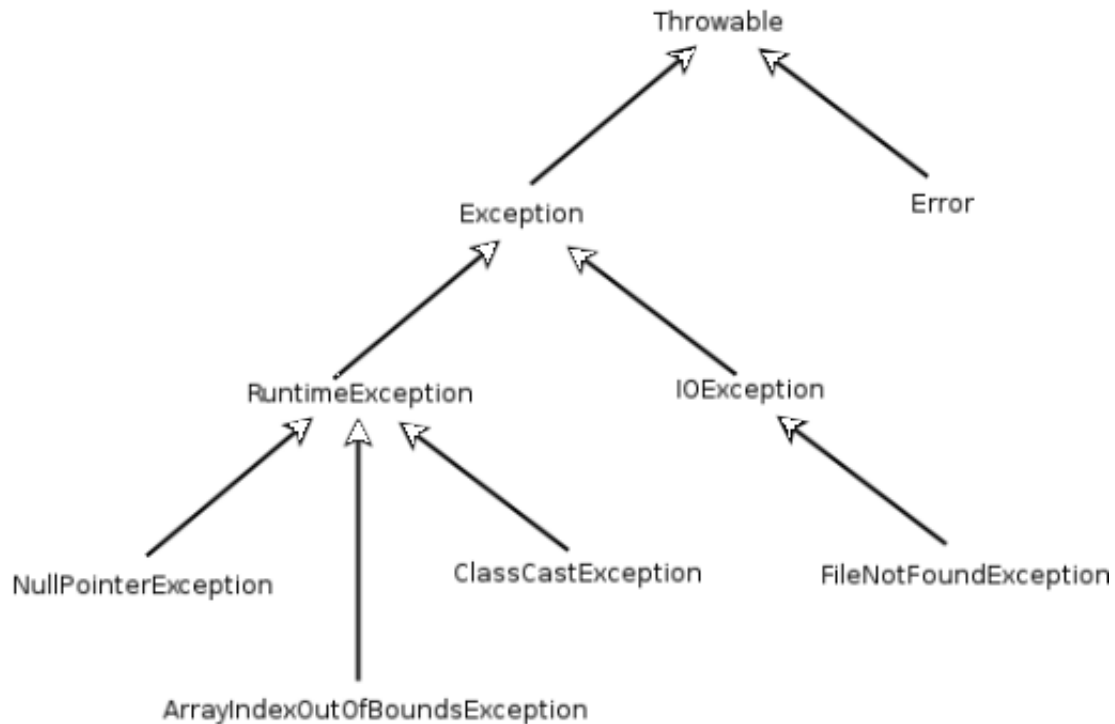 Throwable
Exception
Error
RuntimeException
IOException
NullPointerException
ClassCastException
FileNotFoundException
ArrayIndexOutOfBoundsException